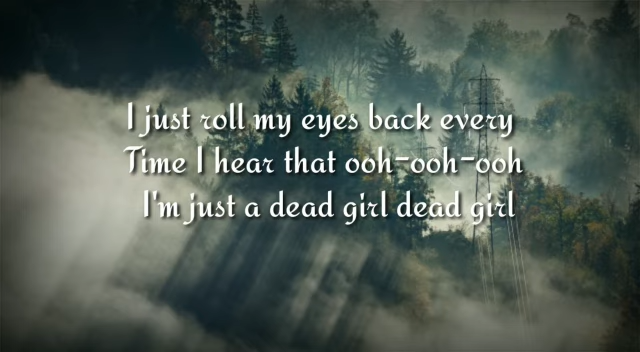 I just roll my eyes back every
Time I hear that ooh-ooh-ooh
I'm just a dead girl dead girl